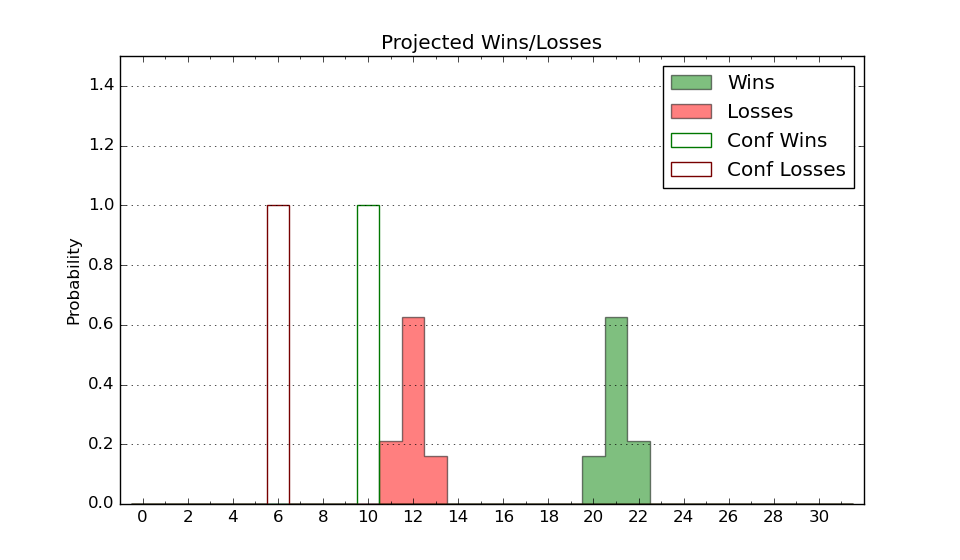 Projected Wins/Losses
1.4
1.2
1.0
0.8
0.6
0.4
0.2
0.0
Probability
Wins
Losses
Conf Wins
Conf Losses
0 2 4 6 8 10 12 14 16 18 20 22 24 26 28 30